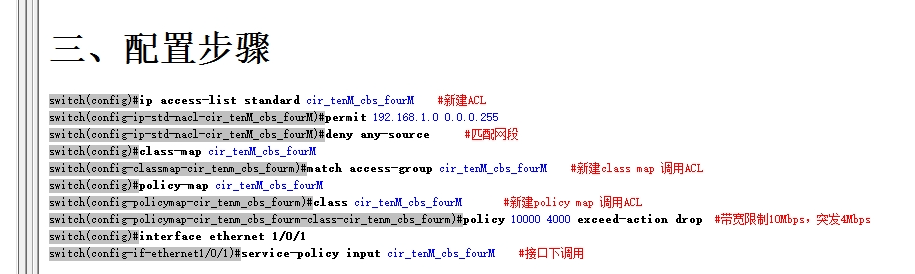 三、配置步骤
switch(config)#ip access-list standard cir_tenM_cbs_fourM #新建ACL
switch(config-ip-std-nacl-cir_tenM_cbs_fourM)#permit 192.168.1.0 0.0.0.255
switch(config-ip-std-nacl-cir_tenM_cbs_fourM)#deny any-source #匹配网段
switch(config)#class-map cir_tenM_cbs_fourM
switch(config-classmap-cir_tenm_cbs_fourm)#match access-group cir_tenM_cbs_fourM #新建class map 调用ACL
switch(config)#policy-map cir_tenM_cbs_fourM
switch(config-policymap-cir_tenm_cbs_fourm)#class cir_tenM_cbs_fourM #新建policy map 调用ACL
switch(config-policymap-cir_tenm_cbs_fourm-class-cir_tenm_cbs_fourm)#policy 10000 4000 exceed-action drop #带宽限制10Mbps，突发4Mbps
switch(config)#interface ethernet 1/0/1
switch(config-if-ethernet1/0/1)#service-policy input cir_tenM_cbs_fourM #接口下调用